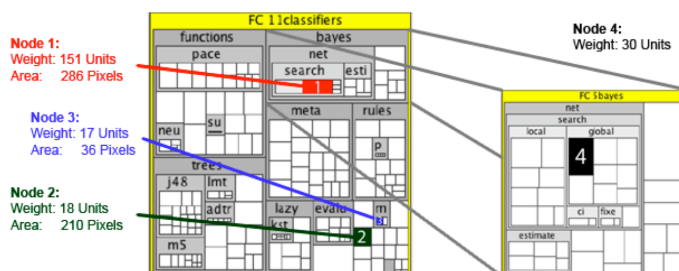 FC 11classifiers
functions
bayes
pace
net
search
esti
1
Node 1:
Weight: 151 Units
Area: 286 Pixels
Node 3:
Weight: 17 Units
Area: 36 Pixels
Node 2:
Weight: 18 Units
Area: 210 Pixels
neu
su
meta
rules
p
trees
j48
lmt
adtr
m5
lazy
evalu
kst
m
3
2
Node 4:
Weight: 30 Units
FC 5bayes
net
search
local
global
4
ci
fixe
estimate